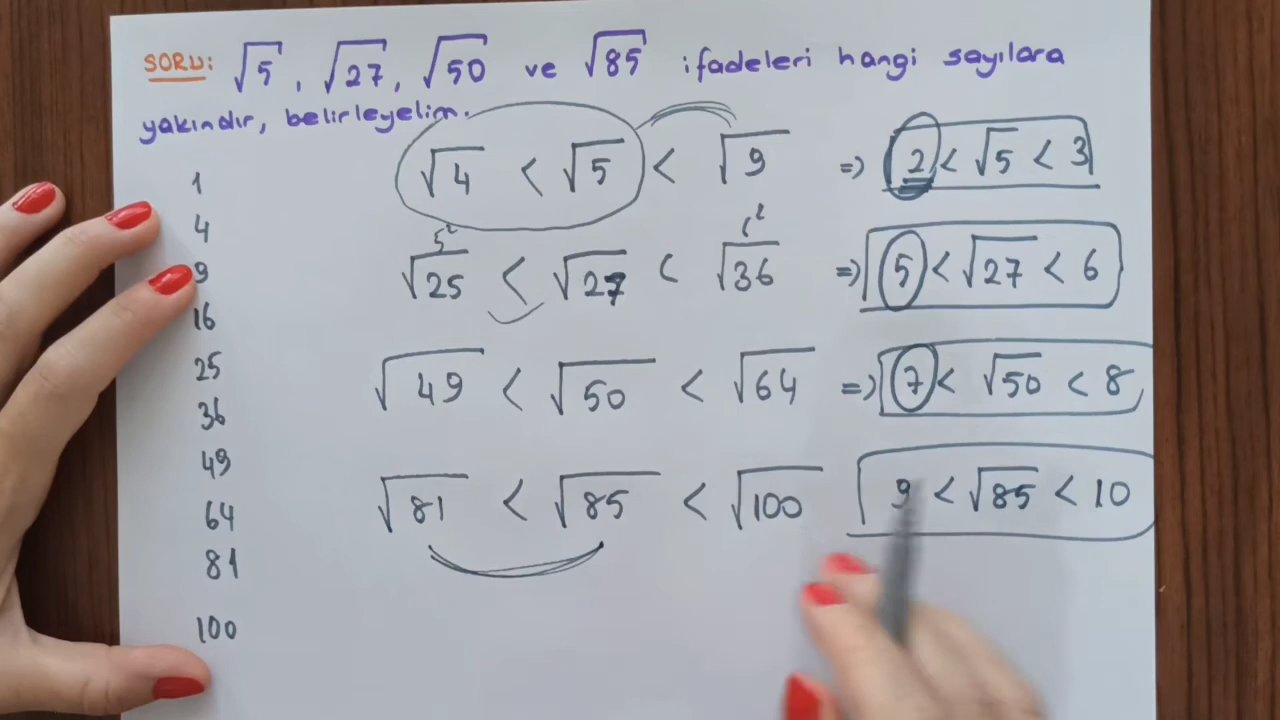 SORU: √5, √27, √50 ve √85 ifadeleri hangi sayılara
yakındır, belirleyelim.
1
4
9
16
25
36
49
64
81
100
√4 < √5 < √9 => 2 < √5 < 3
5²
√25 < √27 < √36 => 5 < √27 < 6
√49 < √50 < √64 => 7 < √50 < 8
√81 < √85 < √100 9 < √85 < 10